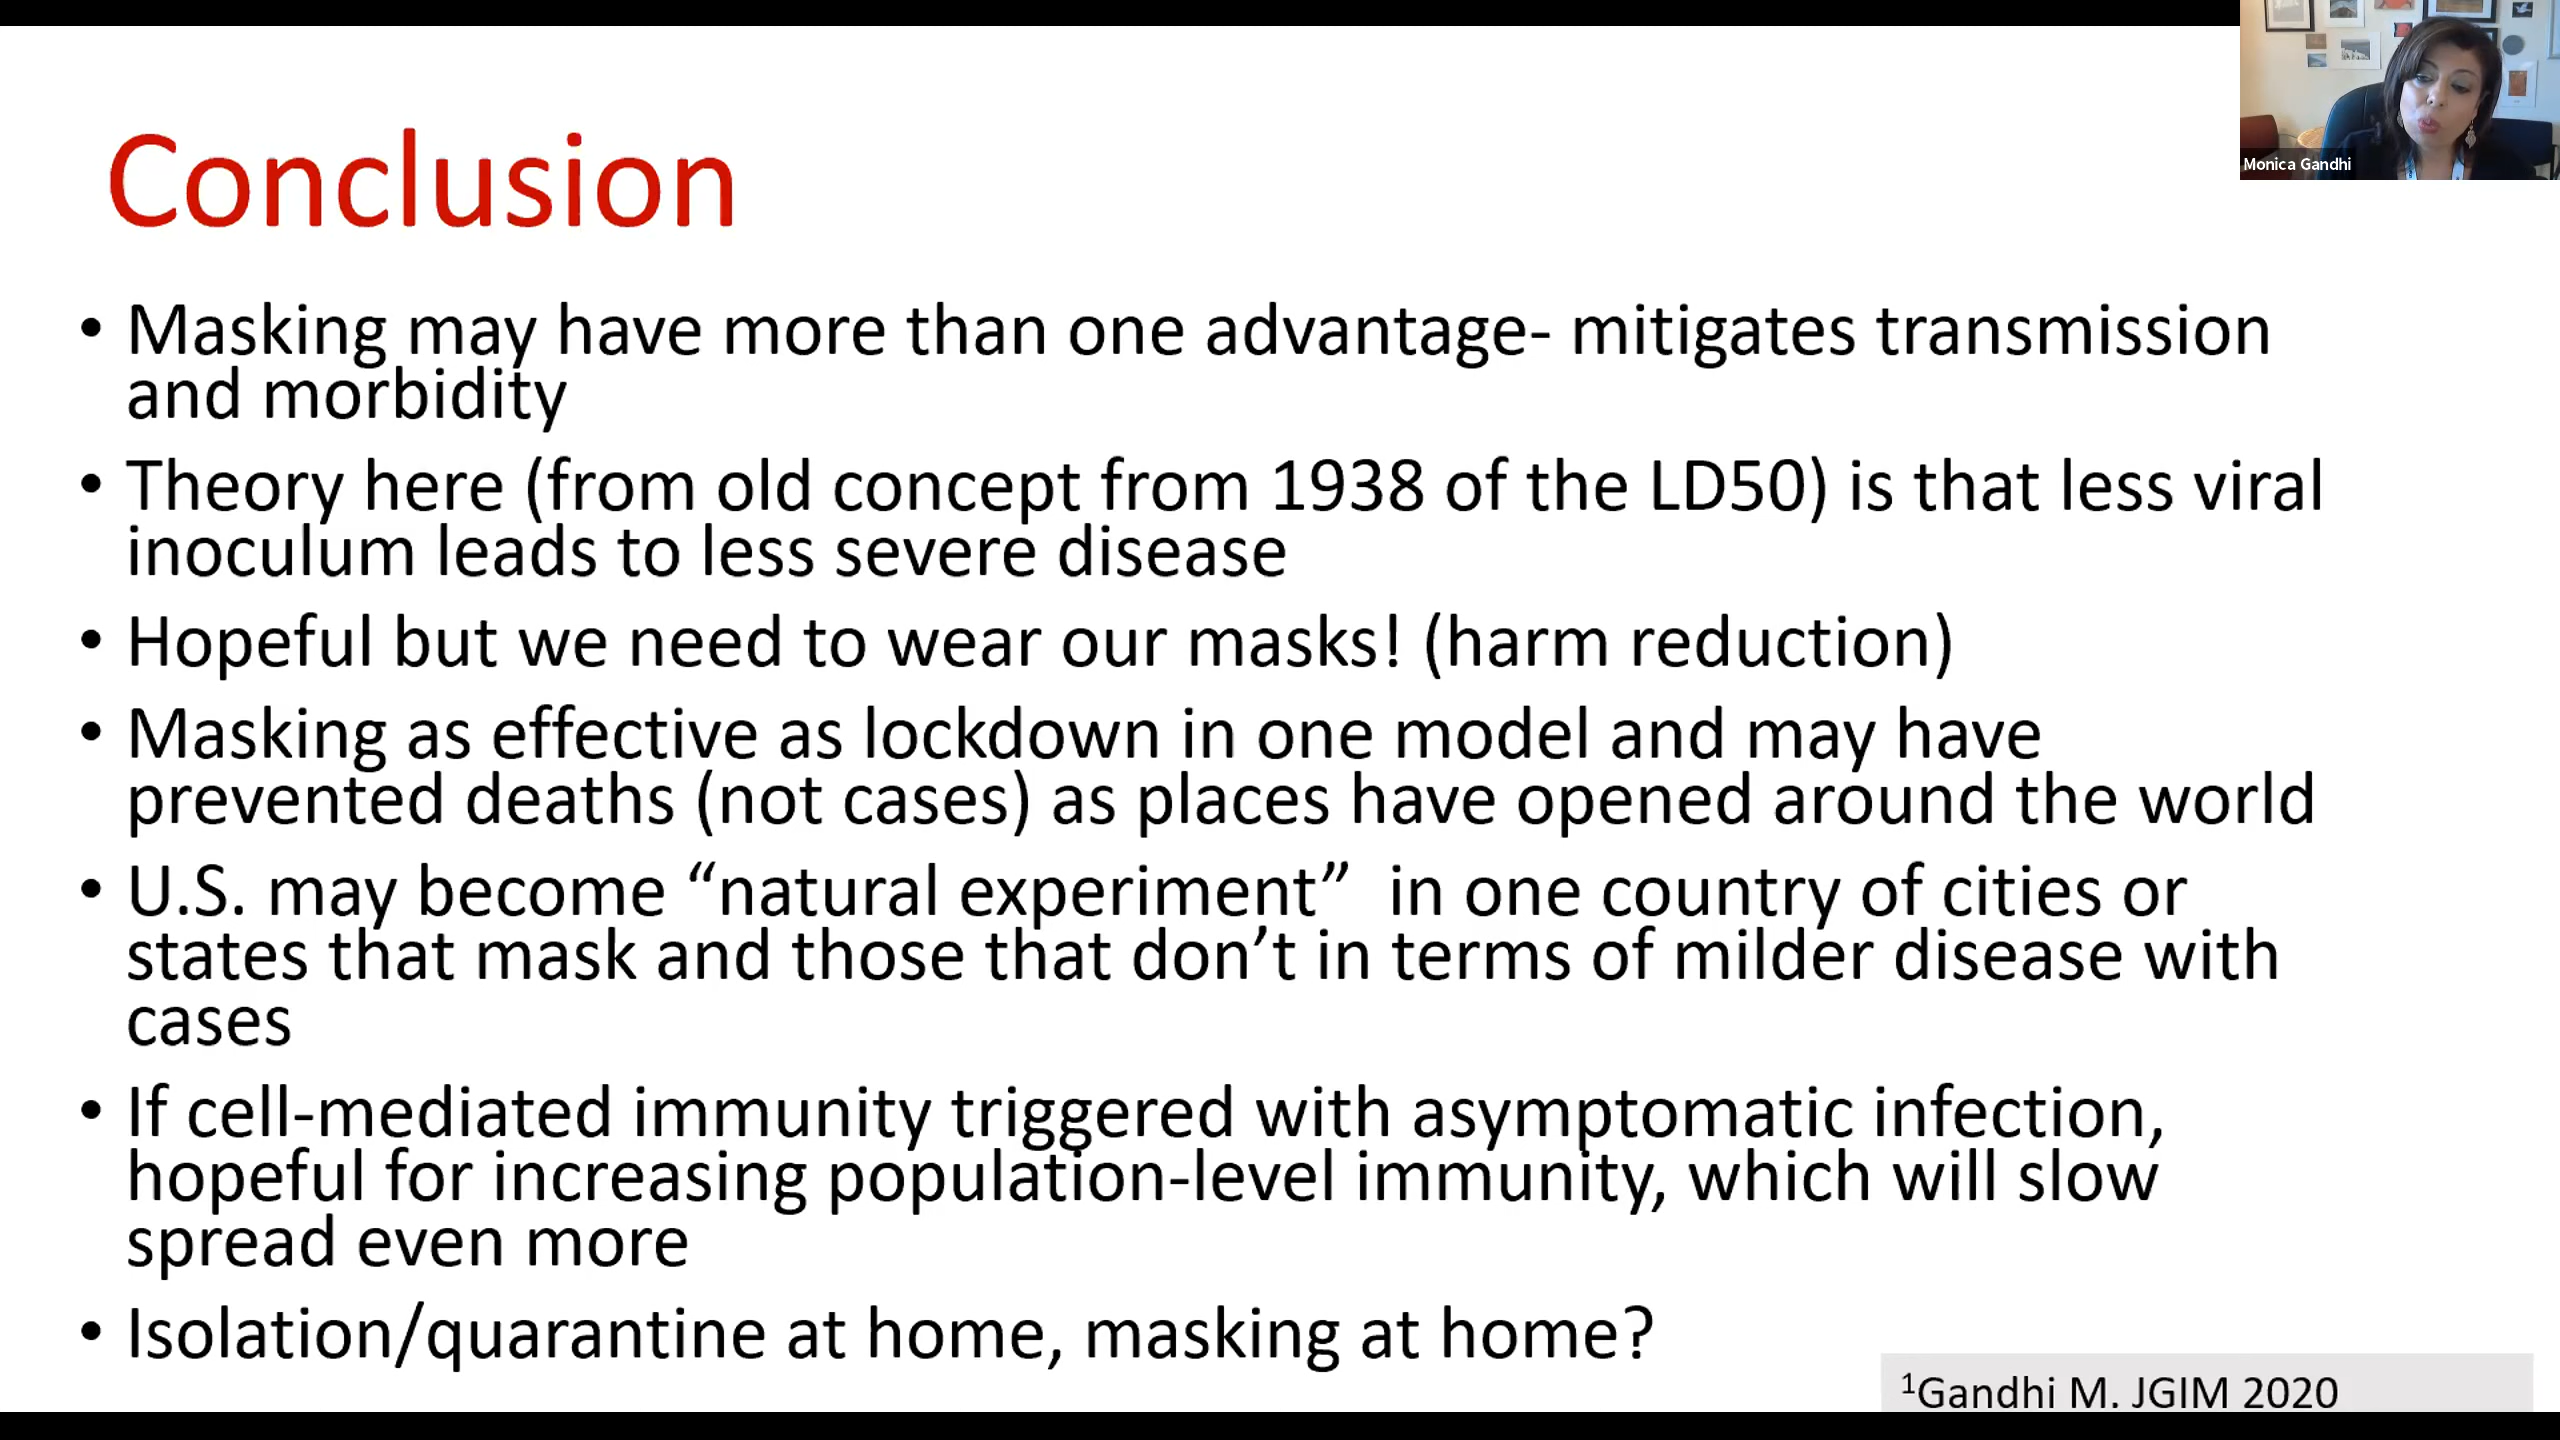 Monica Gandhi
Conclusion
• Masking may have more than one advantage- mitigates transmission
and morbidity
• Theory here (from old concept from 1938 of the LD50) is that less viral
inoculum leads to less severe disease
• Hopeful but we need to wear our masks! (harm reduction)
• Masking as effective as lockdown in one model and may have
prevented deaths (not cases) as places have opened around the world
• U.S. may become “natural experiment”  in one country of cities or
states that mask and those that don’t in terms of milder disease with
cases
• If cell-mediated immunity triggered with asymptomatic infection,
hopeful for increasing population-level immunity, which will slow
spread even more
• Isolation/quarantine at home, masking at home?
¹Gandhi M. JGIM 2020